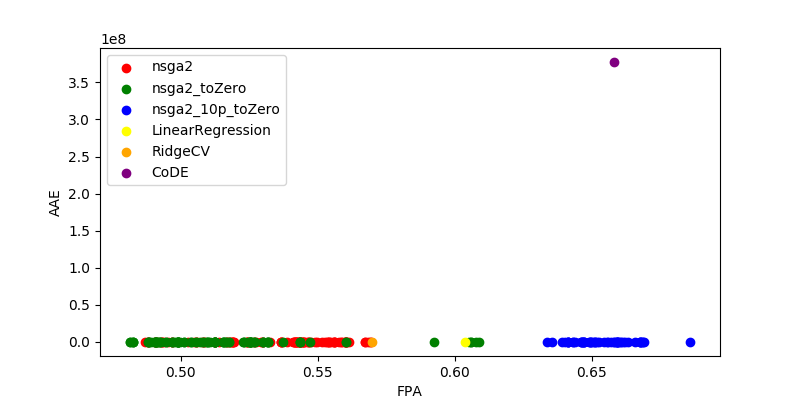 1e8
3.5
3.0
2.5
2.0
1.5
1.0
0.5
0.0
AAE
nsga2
nsga2_toZero
nsga2_10p_toZero
LinearRegression
RidgeCV
CoDE
0.50
0.55
0.60
0.65
FPA